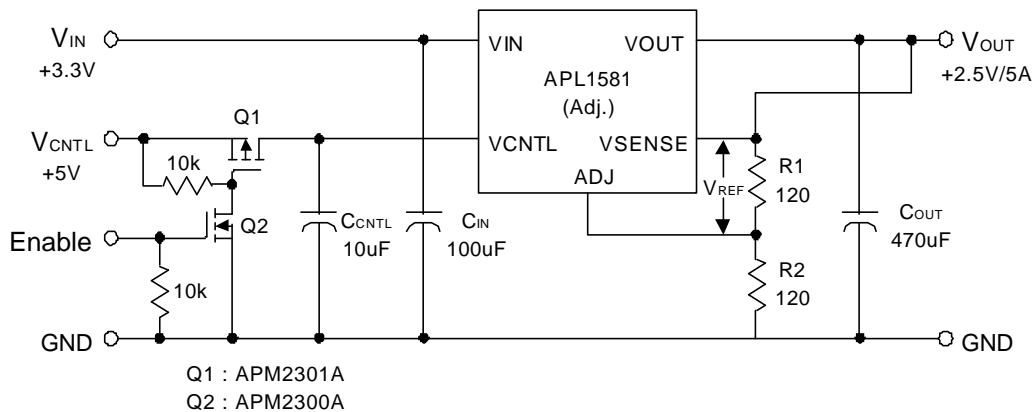 VIN
+3.3V
VIN
VOUT
APL1581
(Adj.)
VCNTL
VSENSE
ADJ
VOUT
+2.5V/5A
Q1
VCNTL
+5V
10k
Q2
Enable
10k
CCNTL
10uF
CIN
100uF
VREF
R1
120
R2
120
COUT
470uF
GND
GND
Q1 : APM2301A
Q2 : APM2300A